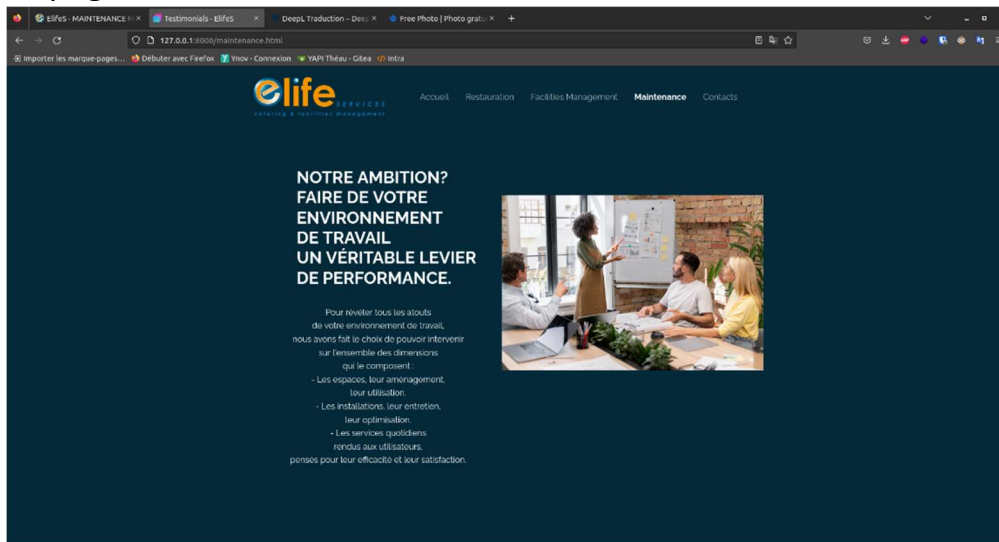 ElifeS - MAINTENANCE
Testimonials - ElifeS
DeepL Traduction – Deep
Free Photo | Photo gratui
127.0.0.1:8000/maintenance.html
Importer les marque-pages...
Débuter avec Firefox
Ynov - Connexion
YAPI Théau - Gitea
Intra
elife
SERVICES
catering & facilities management
Accueil
Restauration
Facilities Management
Maintenance
Contacts
NOTRE AMBITION?
FAIRE DE VOTRE
ENVIRONNEMENT
DE TRAVAIL
UN VÉRITABLE LEVIER
DE PERFORMANCE.
Pour révéler tous les atouts
de votre environnement de travail,
nous avons fait le choix de pouvoir intervenir
sur l'ensemble des dimensions
qui le composent :
- Les espaces, leur aménagement,
leur utilisation.
- Les installations, leur entretien,
leur optimisation.
- Les services quotidiens
rendus aux utilisateurs,
pensés pour leur efficacité et leur satisfaction.